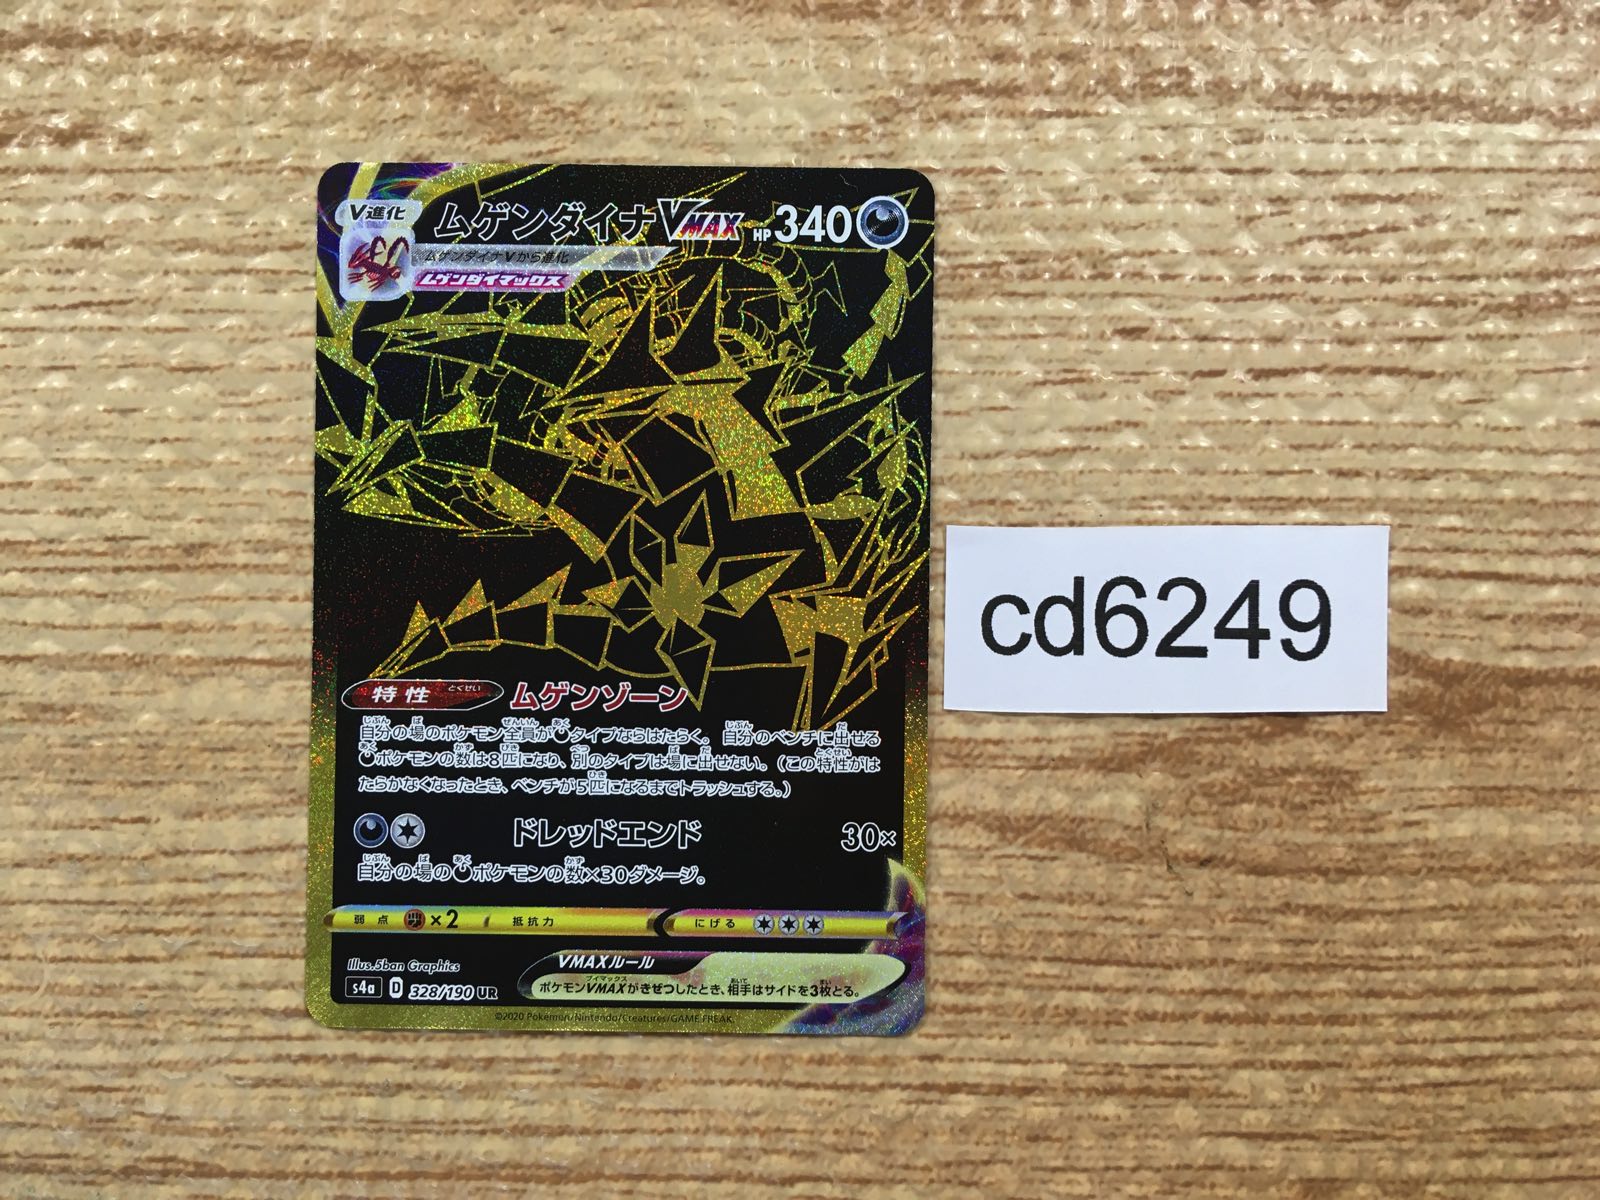 V進化
ムゲンダイナVMAX HP340
ムゲンダイナVから進化
ムゲンダイマックス
特性 とくせい ムゲンゾーン
自分の場のポケモン全員がタイプならはたらく。自分のベンチに出せる
ポケモンの数は8匹になり、別のタイプは場に出せない。(この特性がは
たらかなくなったとき、ベンチが5匹になるまでトラッシュする。)
ドレッドエンド 30×
自分の場のポケモンの数×30ダメージ。
弱点 ×2 抵抗力 にげる
Illus.5ban Graphics
VMAXルール
ポケモンVMAXがきぜつしたとき、相手はサイドを3枚とる。
s4a D 328/190 UR
©2020 Pokémon/Nintendo/Creatures/GAME FREAK.
cd6249